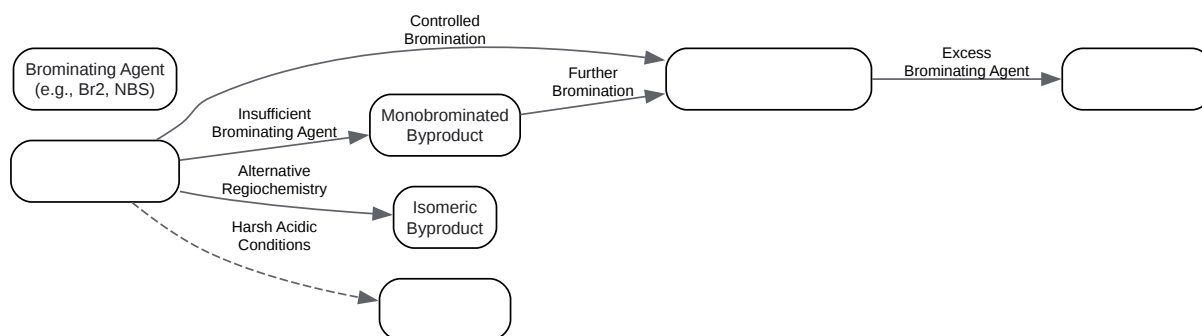 Controlled
Bromination
Brominating Agent
(e.g., Br2, NBS)
Excess
Brominating Agent
Further
Bromination
Insufficient
Brominating Agent
Monobrominated
Byproduct
Alternative
Regiochemistry
Isomeric
Byproduct
Harsh Acidic
Conditions